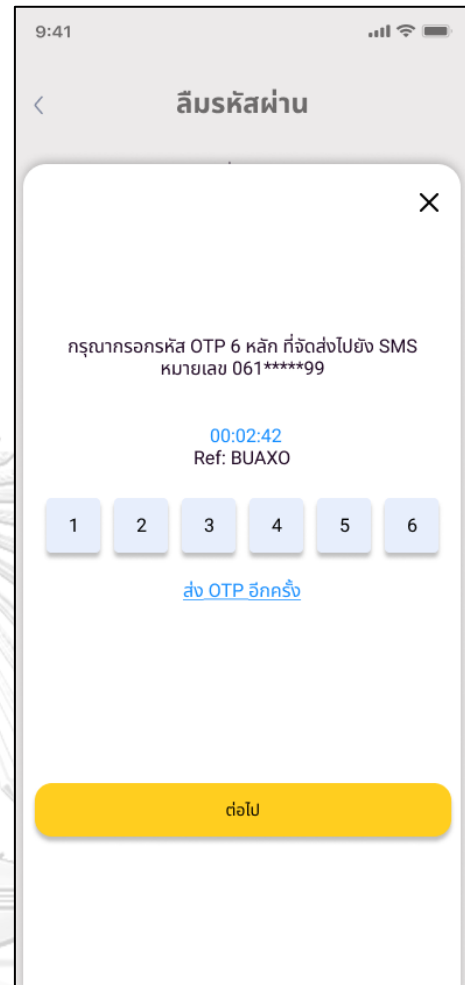 9:41
ลืมรหัสผ่าน
กรุณากรอกรหัส OTP 6 หลัก ที่จัดส่งไปยัง SMS
หมายเลข 061*****99
00:02:42
Ref: BUAXO
1 2 3 4 5 6
ส่ง OTP อีกครั้ง
ต่อไป